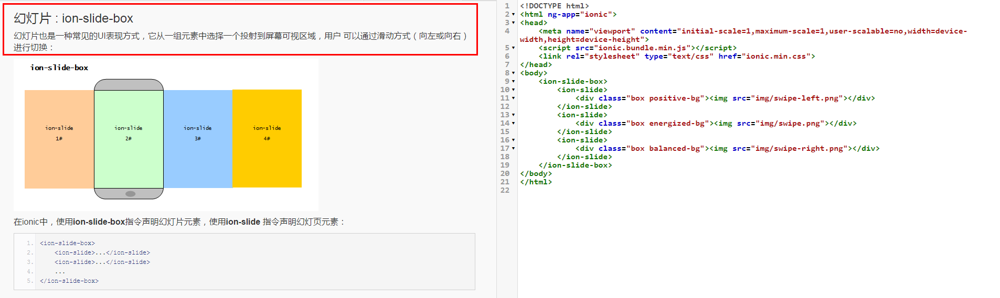 幻灯片 : ion-slide-box
幻灯片也是一种常见的UI表现方式，它从一组元素中选择一个投射到屏幕可视区域，用户 可以通过滑动方式（向左或向右）
进行切换：
ion-slide-box
ion-slide
1#
ion-slide
2#
ion-slide
3#
ion-slide
4#
在ionic中，使用ion-slide-box指令声明幻灯片元素，使用ion-slide 指令声明幻灯页元素：
1. <ion-slide-box>
2.     <ion-slide>...</ion-slide>
3.     <ion-slide>...</ion-slide>
4.     ...
5. </ion-slide-box>
1 <!DOCTYPE html>
2 <html ng-app="ionic">
3 <head>
4     <meta name="viewport" content="initial-scale=1,maximum-scale=1,user-scalable=no,width=device-
width,height=device-height">
5     <script src="ionic.bundle.min.js"></script>
6     <link rel="stylesheet" type="text/css" href="ionic.min.css">
7 </head>
8 <body>
9     <ion-slide-box>
10         <ion-slide>
11             <div class="box positive-bg"><img src="img/swipe-left.png"></div>
12         </ion-slide>
13         <ion-slide>
14             <div class="box energized-bg"><img src="img/swipe.png"></div>
15         </ion-slide>
16         <ion-slide>
17             <div class="box balanced-bg"><img src="img/swipe-right.png"></div>
18         </ion-slide>
19     </ion-slide-box>
20 </body>
21 </html>
22